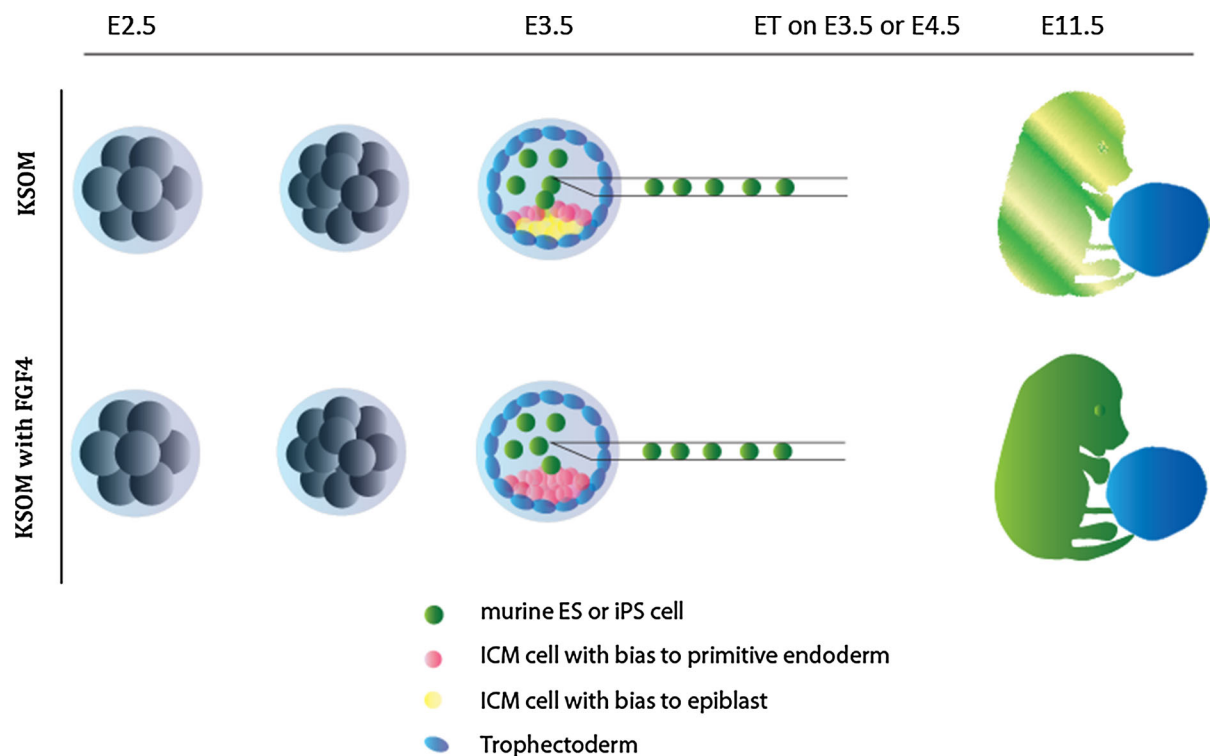 E2.5 E3.5 ET on E3.5 or E4.5 E11.5
KSOM
KSOM with FGF4
murine ES or iPS cell
ICM cell with bias to primitive endoderm
ICM cell with bias to epiblast
Trophectoderm